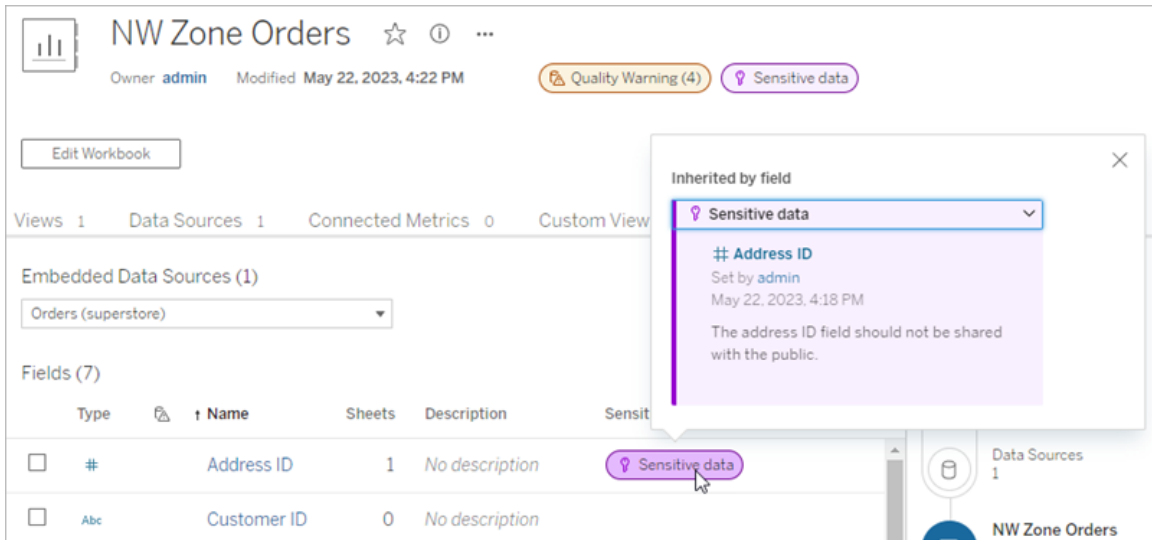 NW Zone Orders
Owner admin Modified May 22, 2023, 4:22 PM Quality Warning (4) Sensitive data
Edit Workbook
Views 1 Data Sources 1 Connected Metrics 0 Custom View
Embedded Data Sources (1)
Orders (superstore)
Fields (7)
Type Name Sheets Description Sensit
# Address ID 1 No description Sensitive data
Abc Customer ID 0 No description
Inherited by field
Sensitive data
# Address ID
Set by admin
May 22, 2023, 4:18 PM
The address ID field should not be shared
with the public.
Data Sources
1
NW Zone Orders